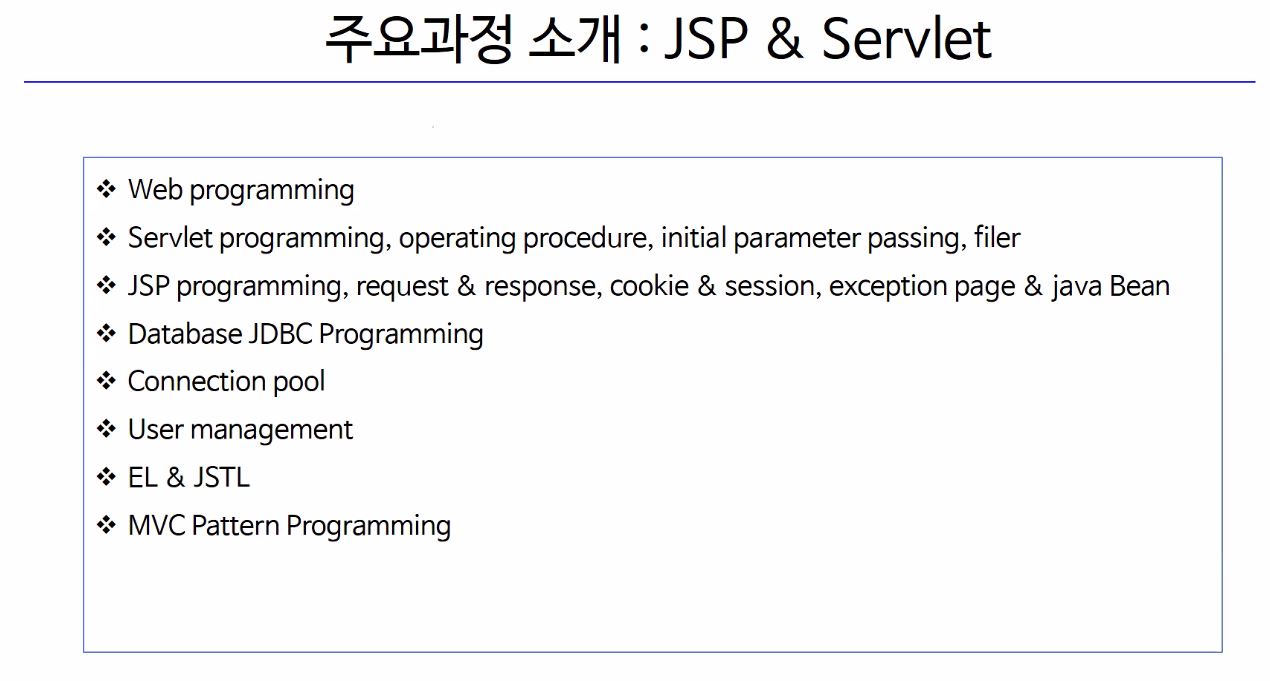 주요과정 소개 : JSP & Servlet
❖ Web programming
❖ Servlet programming, operating procedure, initial parameter passing, filer
❖ JSP programming, request & response, cookie & session, exception page & java Bean
❖ Database JDBC Programming
❖ Connection pool
❖ User management
❖ EL & JSTL
❖ MVC Pattern Programming